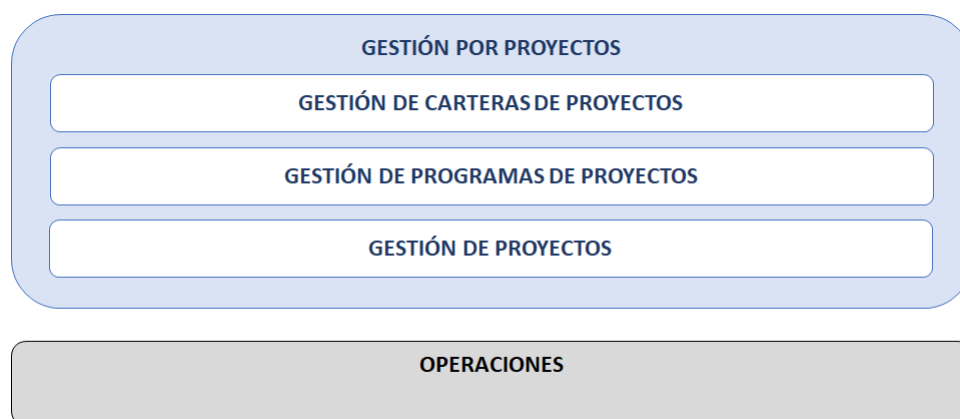 GESTIÓN POR PROYECTOS
GESTIÓN DE CARTERAS DE PROYECTOS
GESTIÓN DE PROGRAMAS DE PROYECTOS
GESTIÓN DE PROYECTOS
OPERACIONES